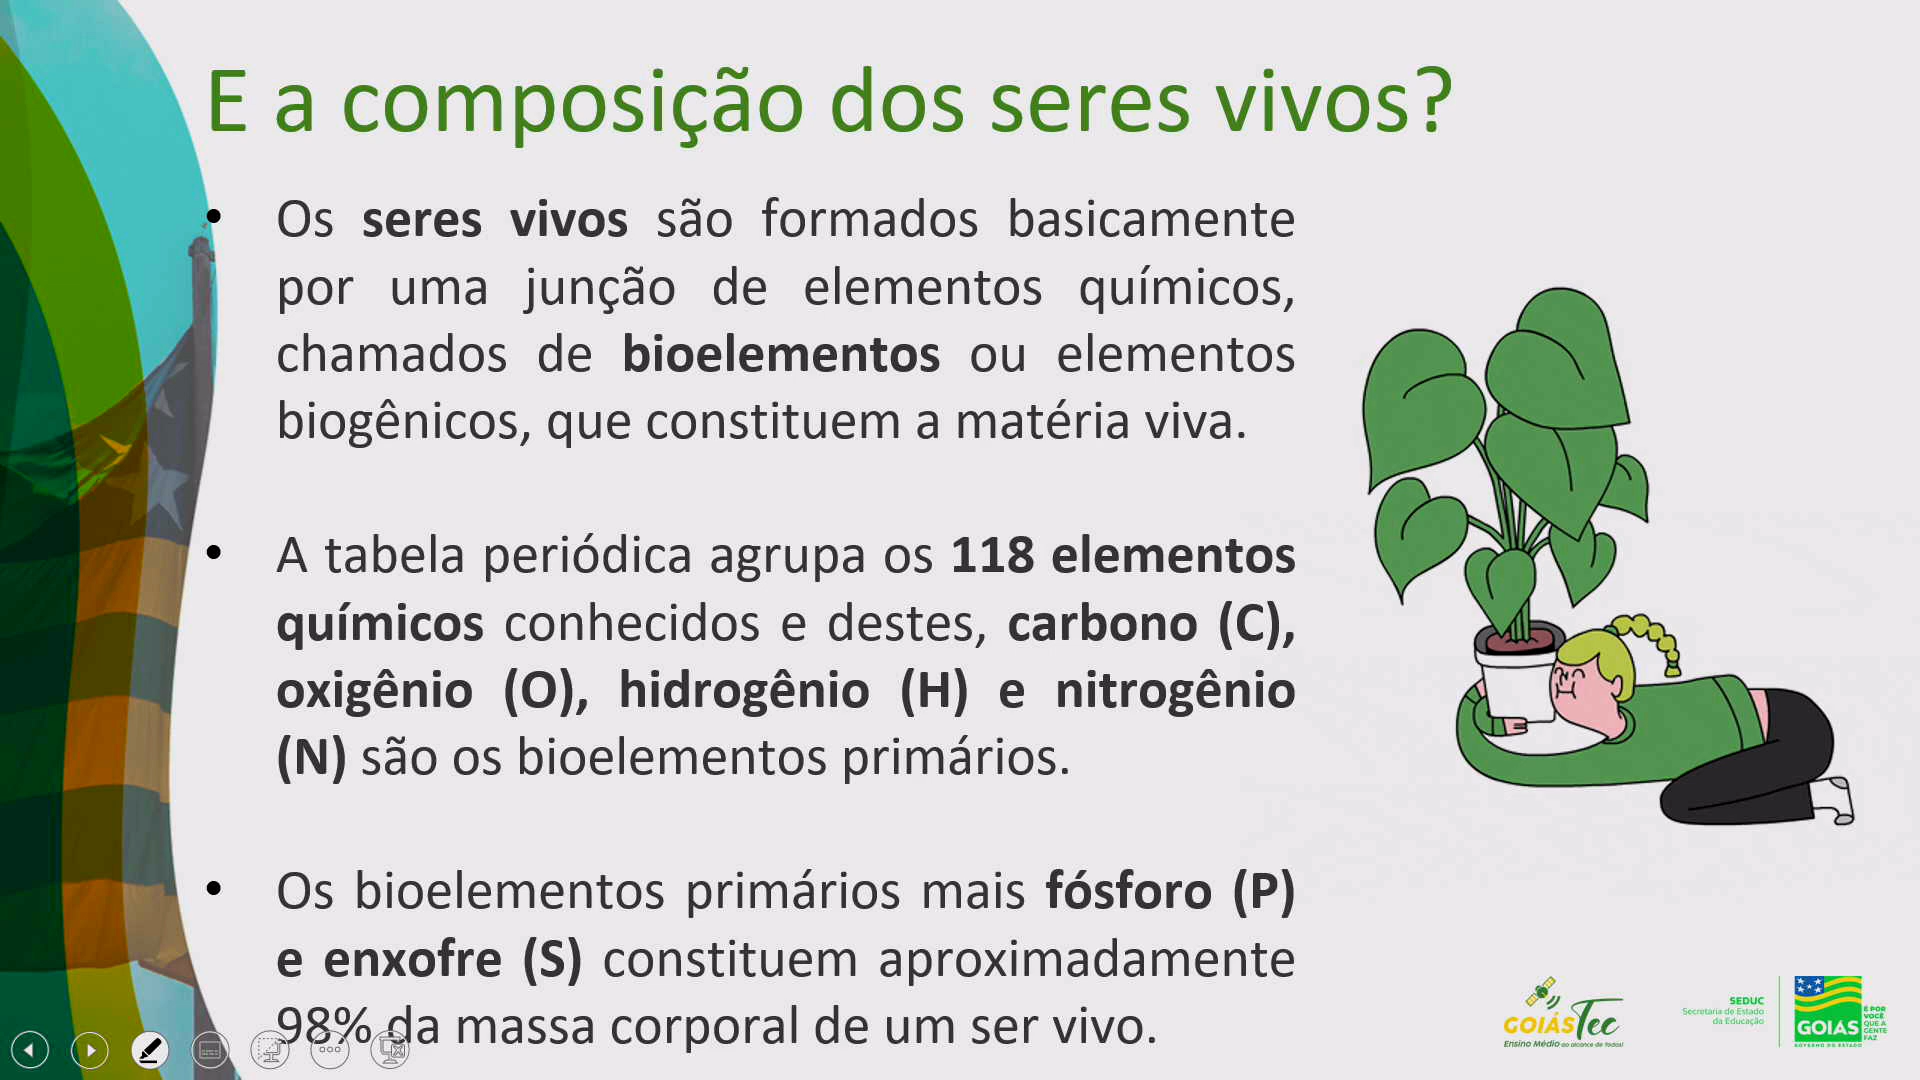 E a composição dos seres vivos?
• Os seres vivos são formados basicamente
por uma junção de elementos químicos,
chamados de bioelementos ou elementos
biogênicos, que constituem a matéria viva.
• A tabela periódica agrupa os 118 elementos
químicos conhecidos e destes, carbono (C),
oxigênio (O), hidrogênio (H) e nitrogênio
(N) são os bioelementos primários.
• Os bioelementos primários mais fósforo (P)
e enxofre (S) constituem aproximadamente
98% da massa corporal de um ser vivo.
GOIÁSTec
Ensino Médio ao alcance de todos!
SEDUC
Secretaria de Estado
da Educação
GOIÁS
GOVERNO DO ESTADO
É POR
VOCÊ
QUE A
GENTE
FAZ